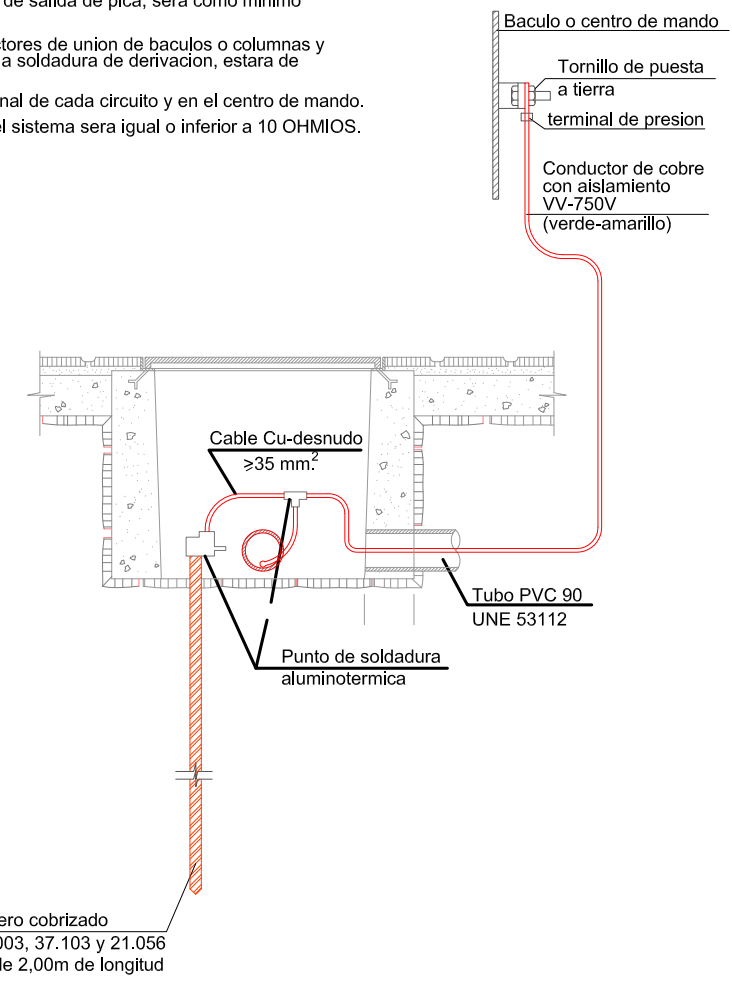 de salida de pica, sera como minimo
ctores de union de baculos o columnas y
a soldadura de derivacion, estara de
nal de cada circuito y en el centro de mando.
el sistema sera igual o inferior a 10 OHMIOS.
Baculo o centro de mando
Tornillo de puesta
a tierra
terminal de presion
Conductor de cobre
con aislamiento
VV-750V
(verde-amarillo)
Cable Cu-desnudo
≥35 mm.²
Tubo PVC 90
UNE 53112
Punto de soldadura
aluminotermica
ero cobrizado
003, 37.103 y 21.056
de 2,00m de longitud